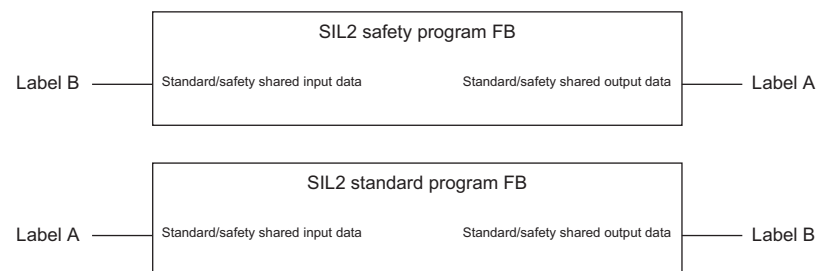 SIL2 safety program FB
Label B Standard/safety shared input data Standard/safety shared output data Label A
SIL2 standard program FB
Label A Standard/safety shared input data Standard/safety shared output data Label B